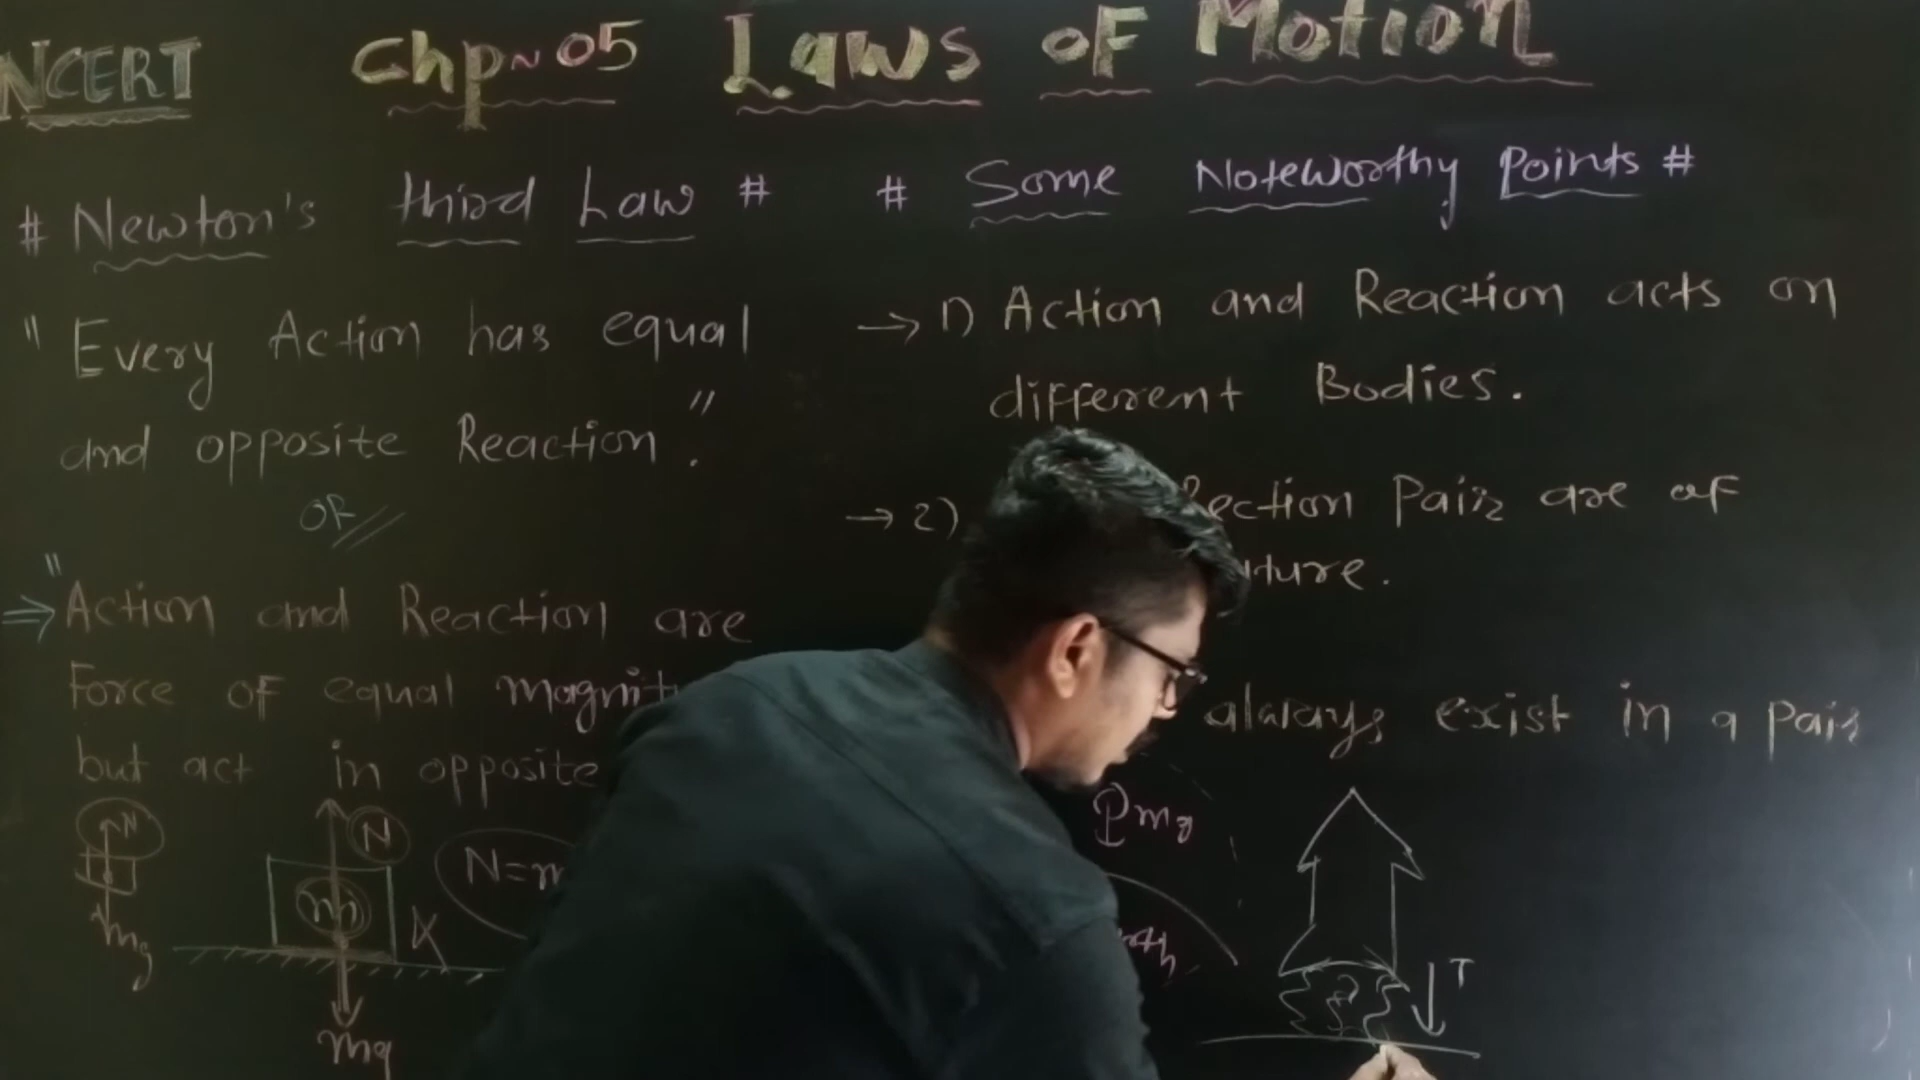 NCERT Chp~05 Laws of Motion
# Newton's third Law #
"Every Action has equal
and opposite Reaction."
OR //
"
⇒ Action and Reaction are
Force of equal
but act in opposite
N
mg
N
m
mg
# Some Noteworthy Points #
→ 1) Action and Reaction acts on
different Bodies.
→ 2) Pair are of
always exist in a pair
mg
T